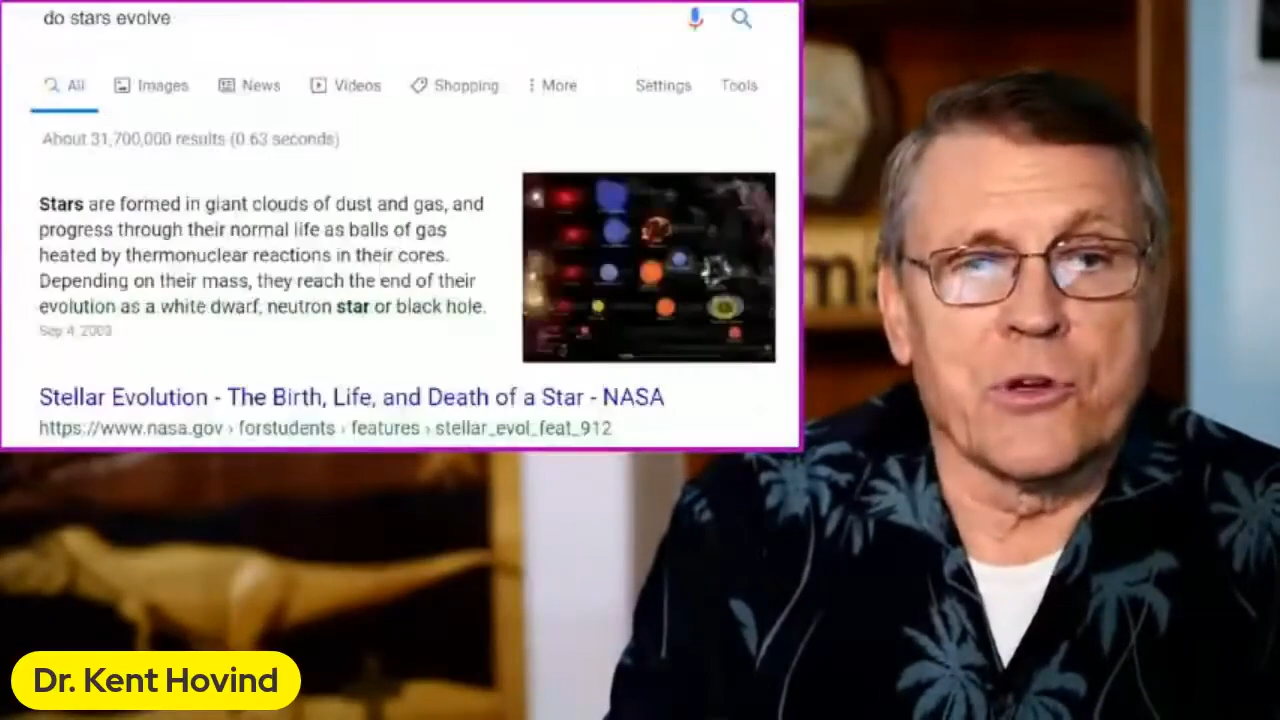 do stars evolve
All Images News Videos Shopping More Settings Tools
About 31,700,000 results (0.63 seconds)
Stars are formed in giant clouds of dust and gas, and
progress through their normal life as balls of gas
heated by thermonuclear reactions in their cores.
Depending on their mass, they reach the end of their
evolution as a white dwarf, neutron star or black hole.
Sep 4, 2003
Stellar Evolution - The Birth, Life, and Death of a Star - NASA
https://www.nasa.gov › forstudents › features › stellar_evol_feat_912
Dr. Kent Hovind